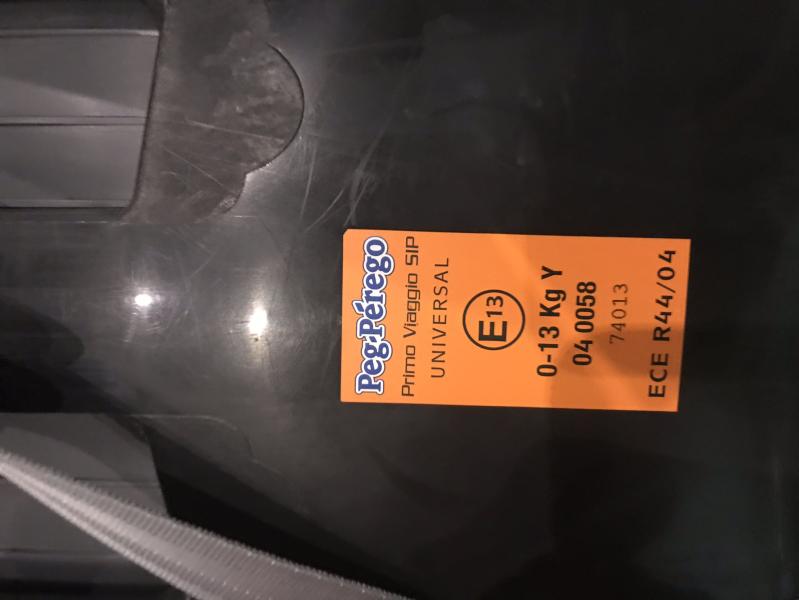 Peg-Pérego
Primo Viaggio SIP
UNIVERSAL
E13
0-13 Kg Y
04 0058
74013
ECE R44/04